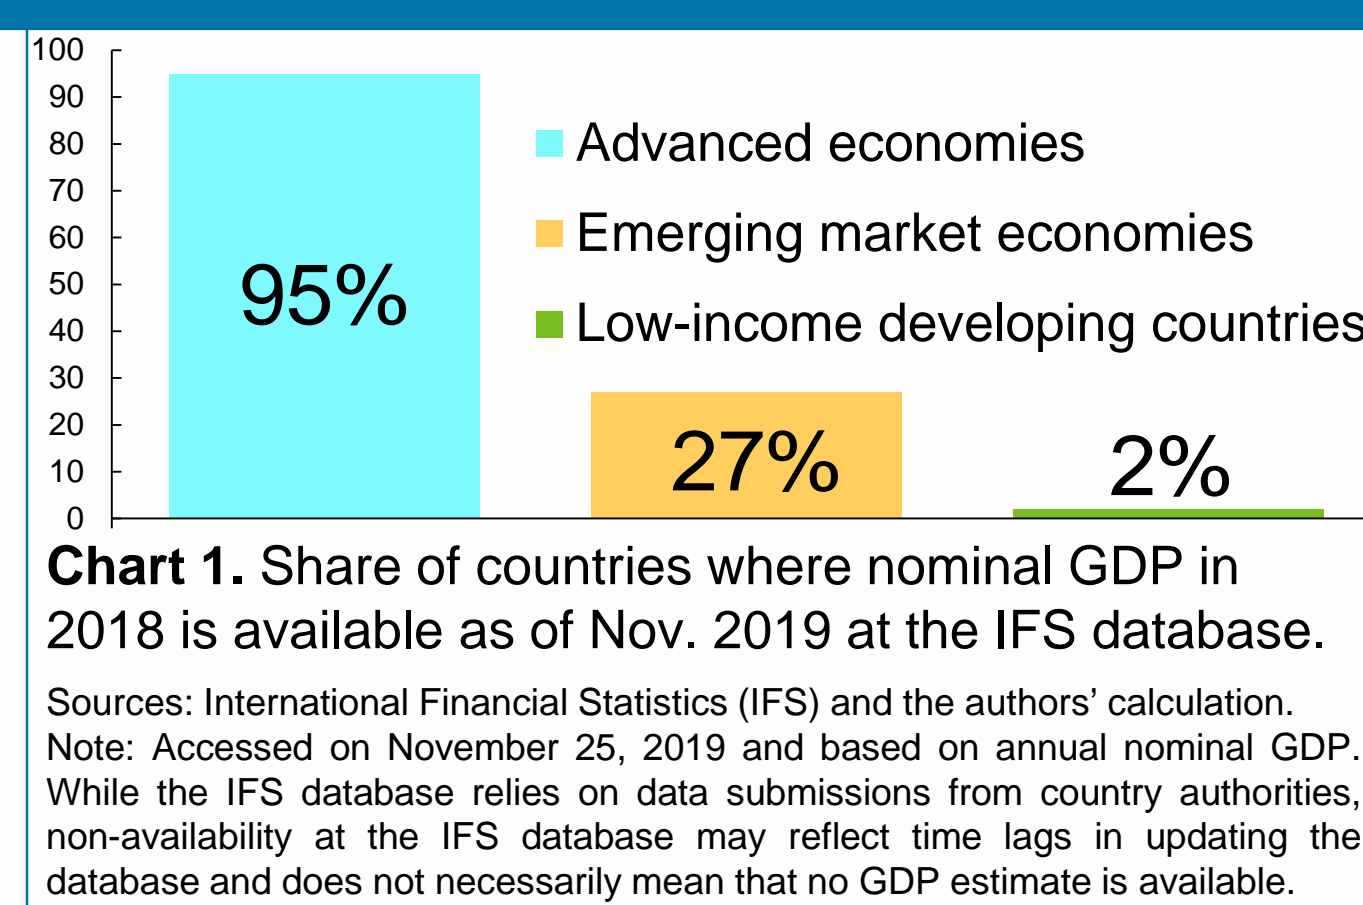 100
90
80
70
60
50
40
30
20
10
0
Advanced economies
Emerging market economies
Low-income developing countries
95%
27%
2%
Chart 1. Share of countries where nominal GDP in
2018 is available as of Nov. 2019 at the IFS database.
Sources: International Financial Statistics (IFS) and the authors’ calculation.
Note: Accessed on November 25, 2019 and based on annual nominal GDP.
While the IFS database relies on data submissions from country authorities,
non-availability at the IFS database may reflect time lags in updating the
database and does not necessarily mean that no GDP estimate is available.